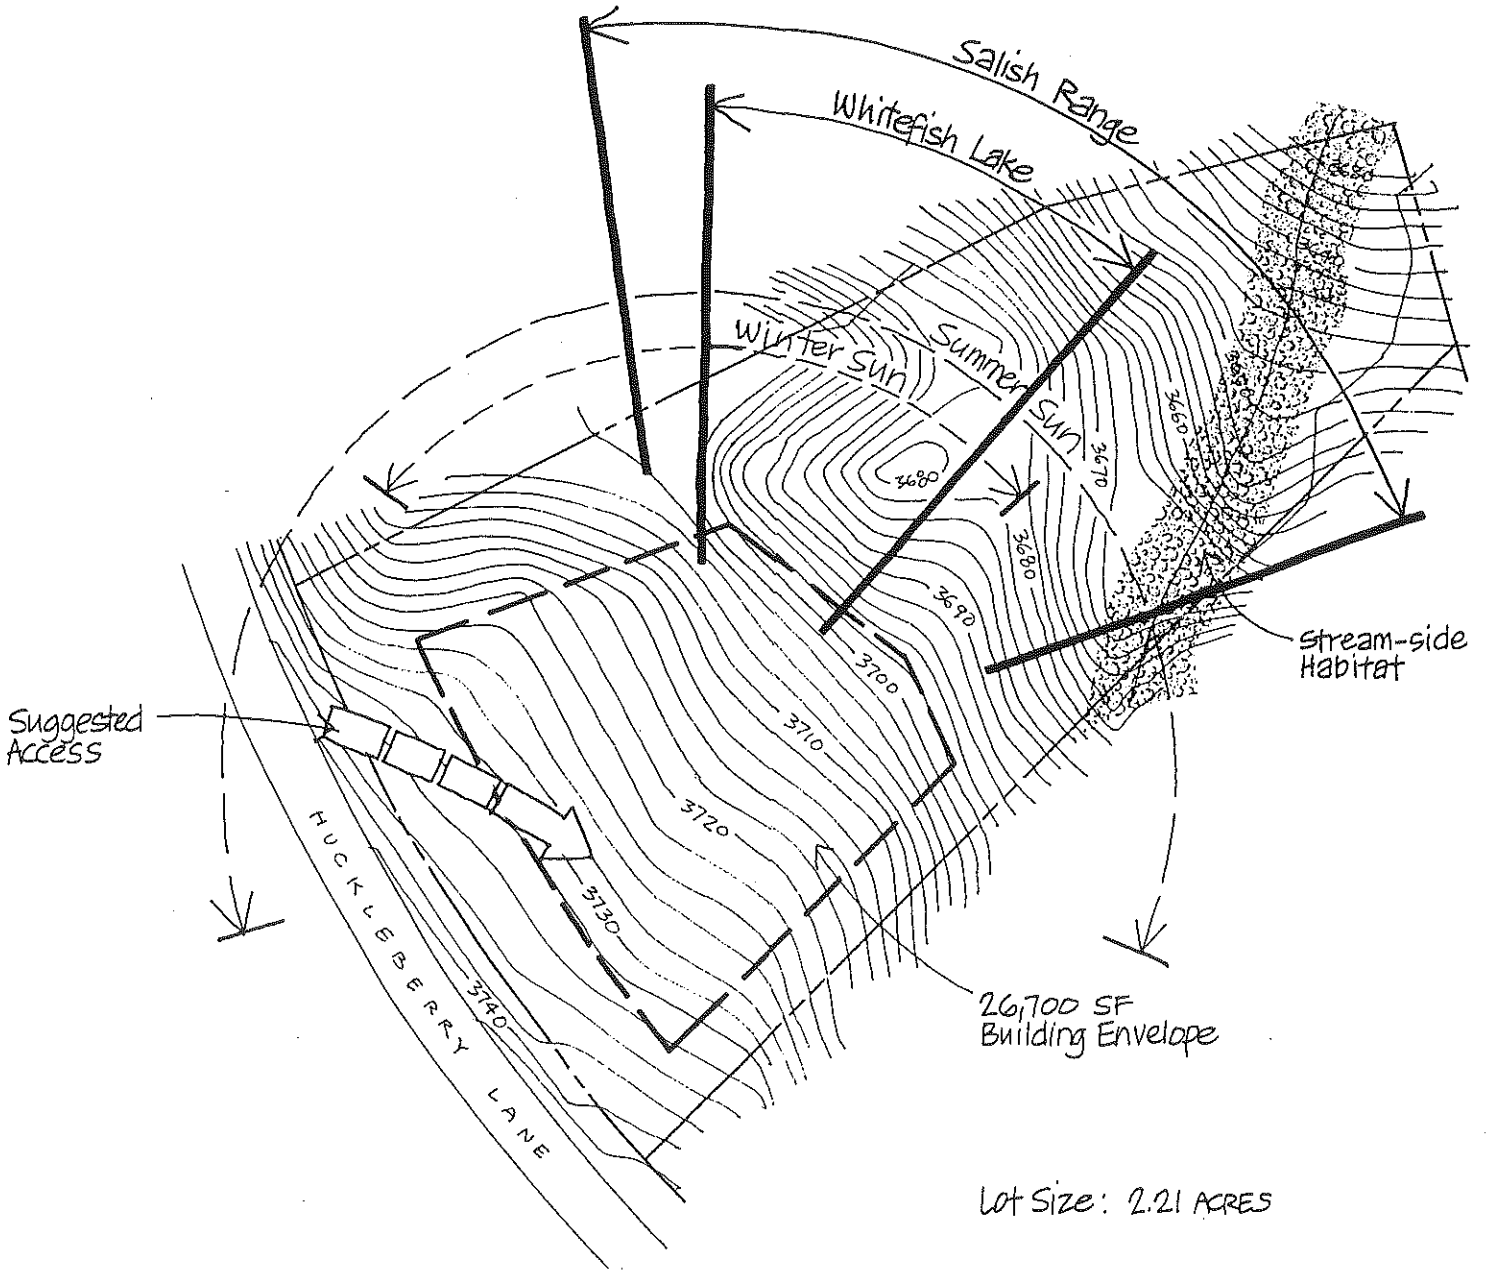 Salish Range
Whitefish Lake
Winter Sun
Summer Sun
3660
3670
3680
3680
3690
3700
3710
3720
3730
3740
Stream-side
Habitat
Suggested
Access
HUCKLEBERRY LANE
26,700 SF
Building Envelope
Lot Size: 2.21 ACRES